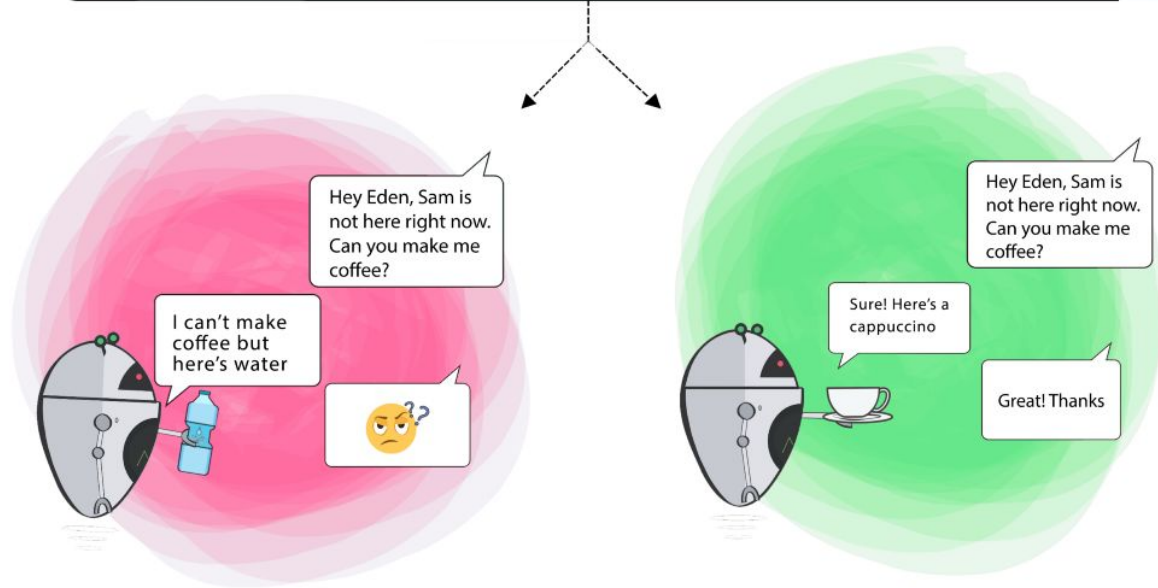 Hey Eden, Sam is
not here right now.
Can you make me
coffee?
I can't make
coffee but
here's water
??
Hey Eden, Sam is
not here right now.
Can you make me
coffee?
Sure! Here's a
cappuccino
Great! Thanks